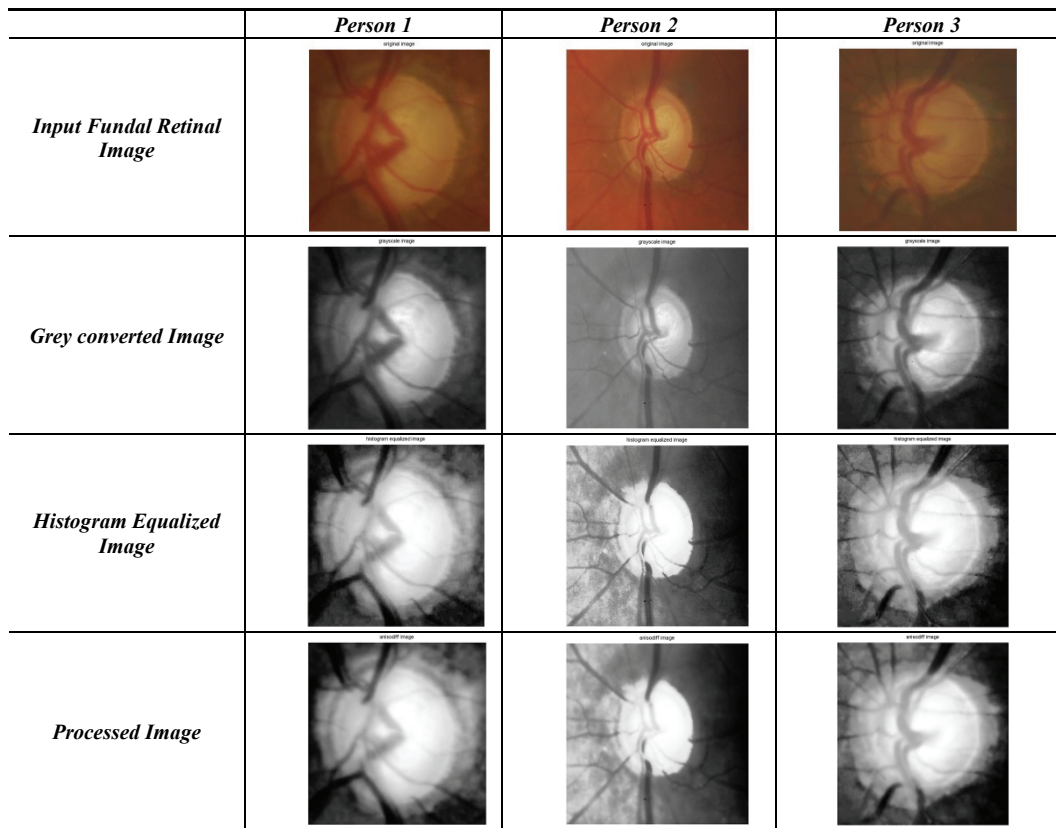 Person 1 Person 2 Person 3
Input Fundal Retinal
Image
original image original image original image
Grey converted Image
grayscale image grayscale image grayscale image
Histogram Equalized
Image
histogram equalized image histogram equalized image histogram equalized image
Processed Image
anisodiff image anisodiff image anisodiff image